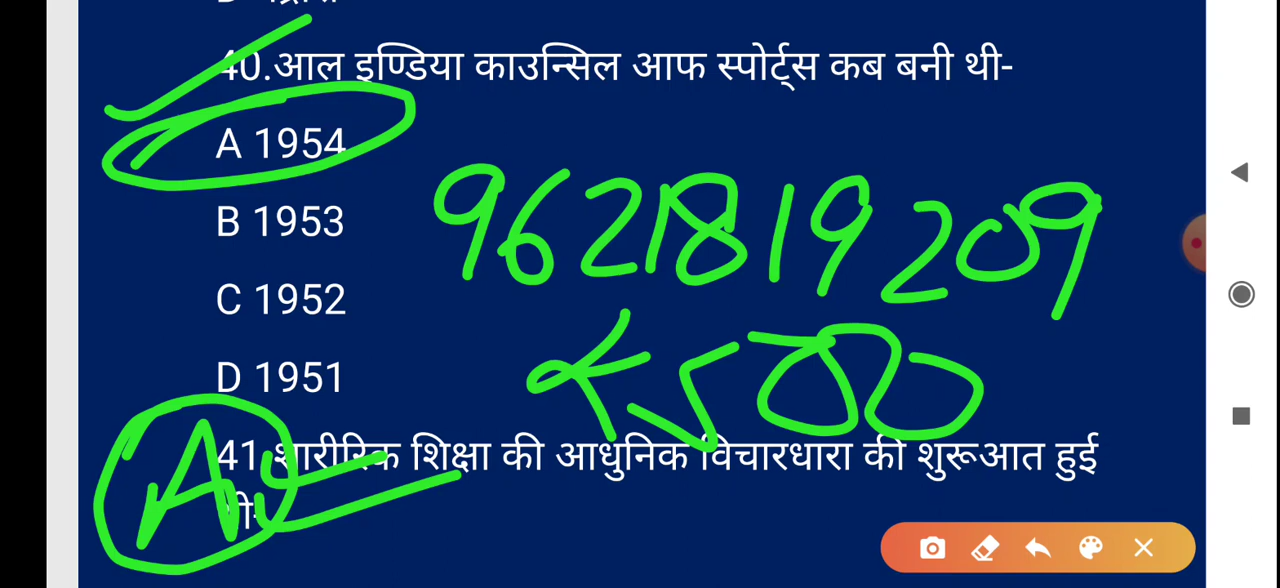 40.आल इण्डिया काउन्सिल आफ स्पोर्ट्स कब बनी थी-
A 1954
9621819209
B 1953
C 1952
D 1951
A
41.शारीरिक शिक्षा की आधुनिक विचारधारा की शुरूआत हुई